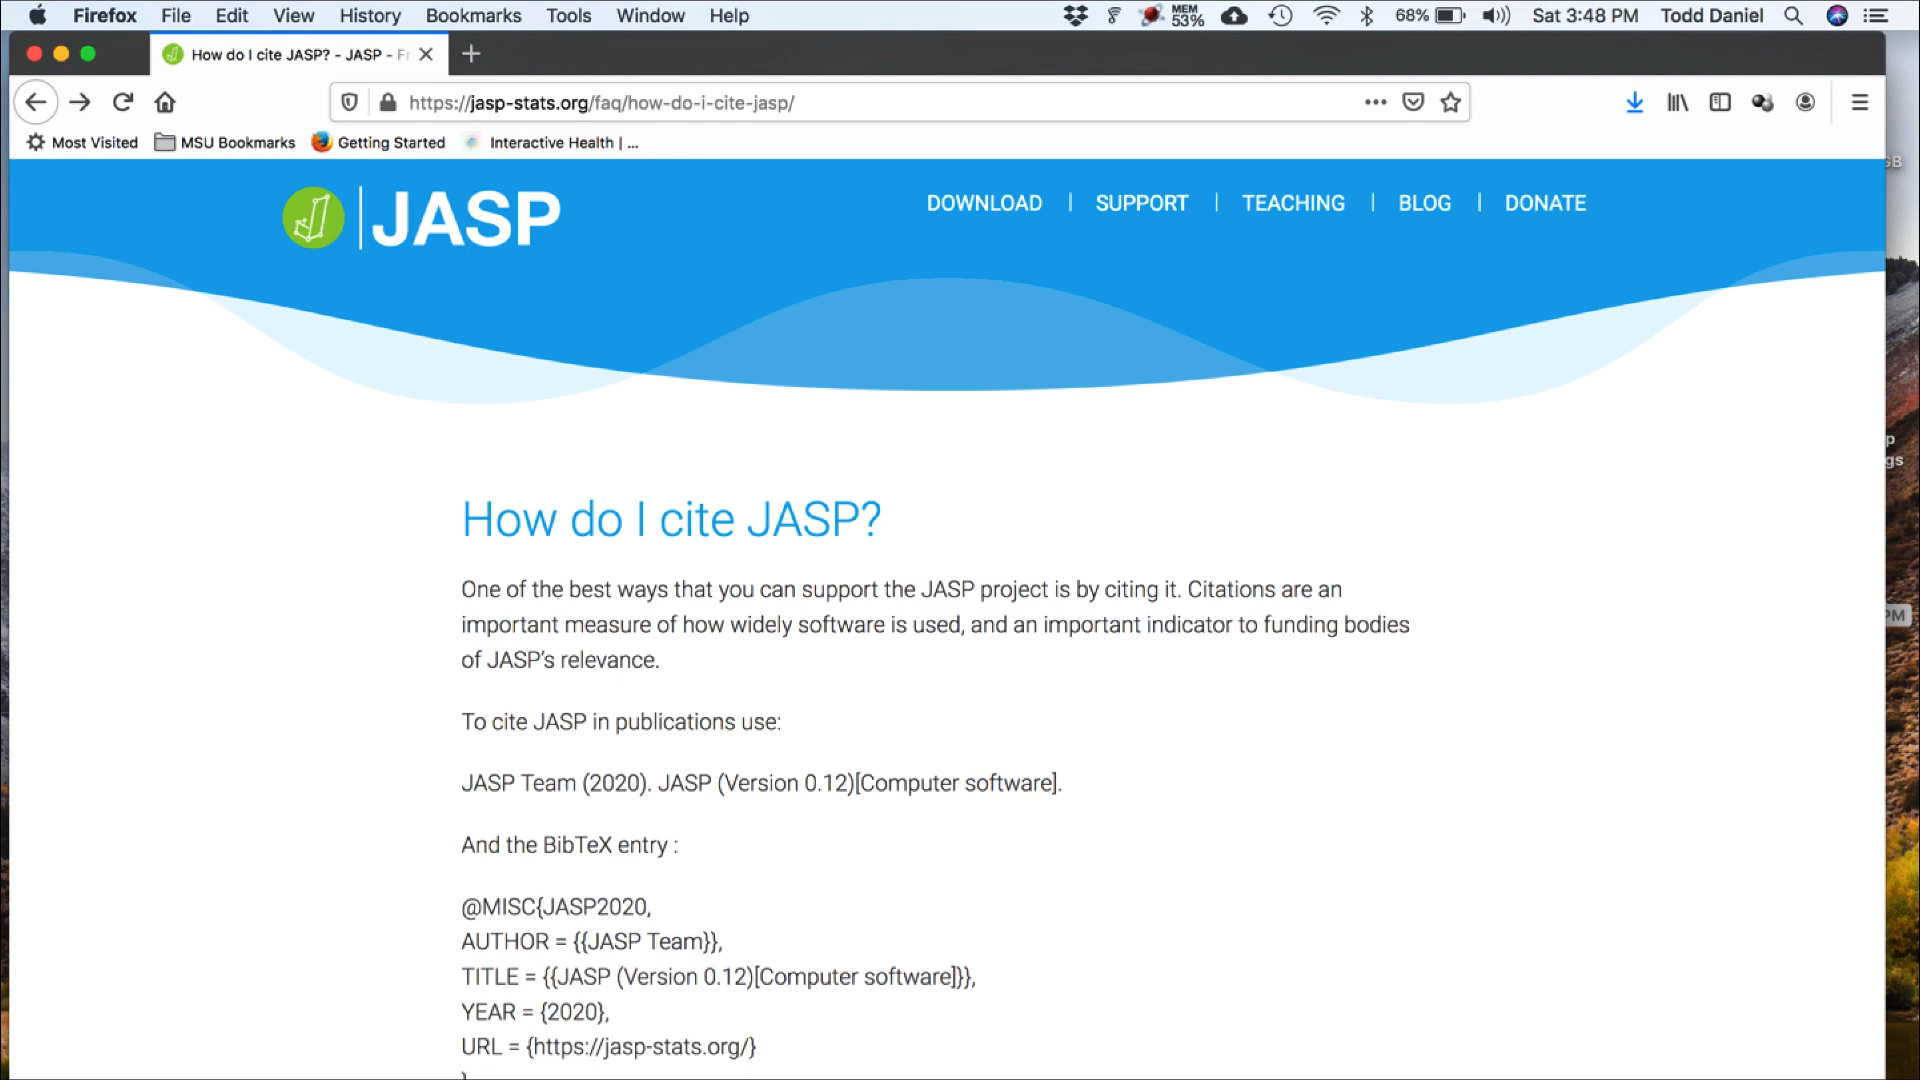 Firefox File Edit View History Bookmarks Tools Window Help MEM 53% 68% Sat 3:48 PM Todd Daniel
How do I cite JASP? - JASP - Fr
https://jasp-stats.org/faq/how-do-i-cite-jasp/
Most Visited MSU Bookmarks Getting Started Interactive Health | ...
GB
JASP DOWNLOAD | SUPPORT | TEACHING | BLOG | DONATE
p
gs
How do I cite JASP?
One of the best ways that you can support the JASP project is by citing it. Citations are an
important measure of how widely software is used, and an important indicator to funding bodies
PM
of JASP's relevance.
To cite JASP in publications use:
JASP Team (2020). JASP (Version 0.12)[Computer software].
And the BibTeX entry :
@MISC{JASP2020,
AUTHOR = {{JASP Team}},
TITLE = {{JASP (Version 0.12)[Computer software]}},
YEAR = {2020},
URL = {https://jasp-stats.org/}
}